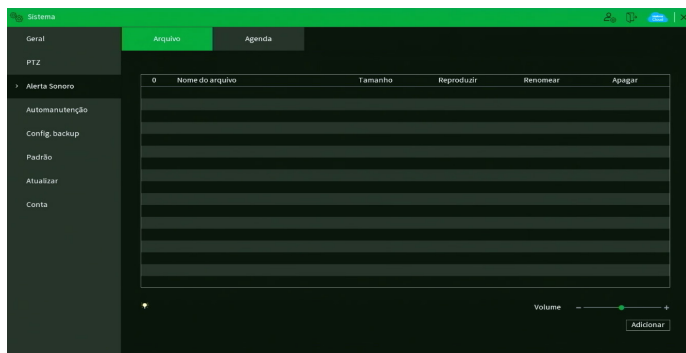 Sistema
Geral
Arquivo
Agenda
PTZ
0 Nome do arquivo Tamanho Reproduzir Renomear Apagar
Alerta Sonoro
Automanutenção
Config. backup
Padrão
Atualizar
Conta
Volume - +
Adicionar